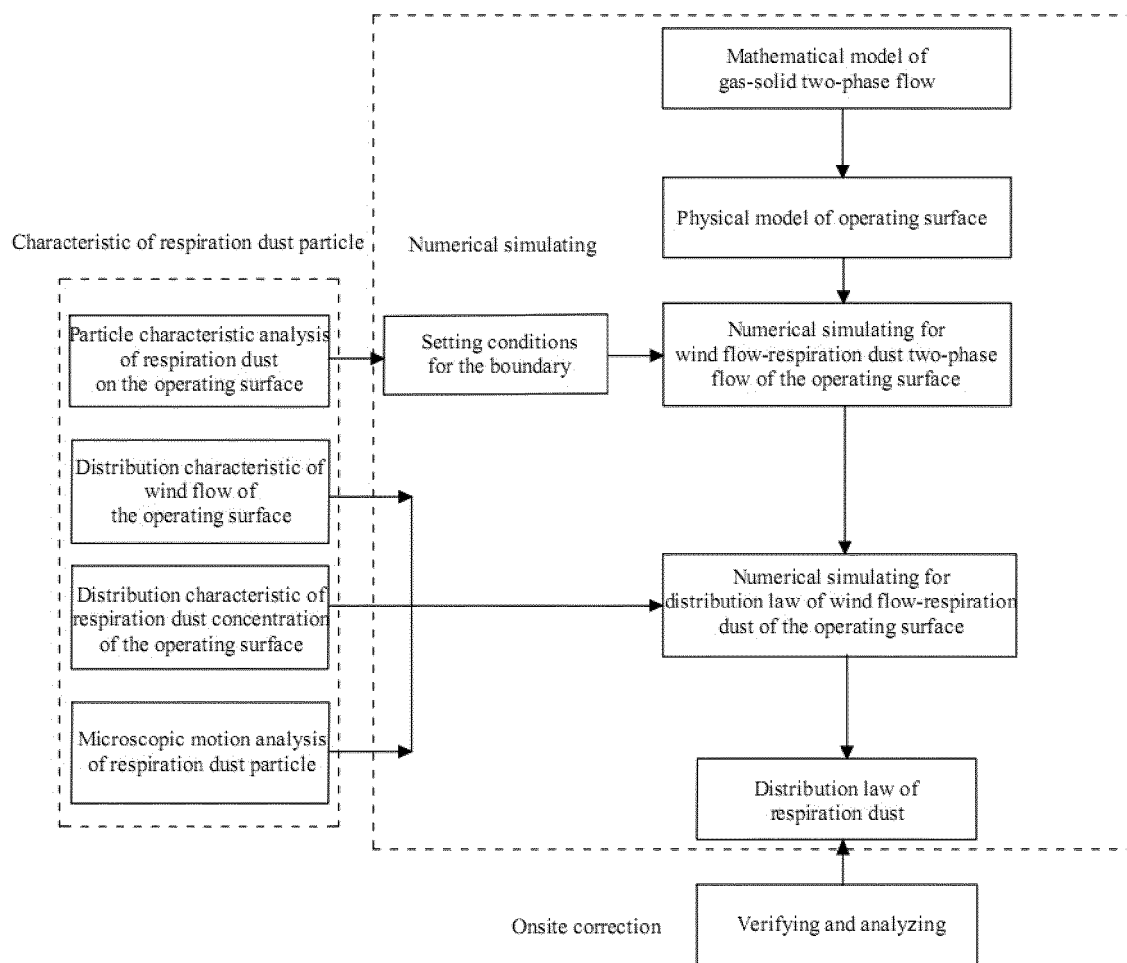 Mathematical model of
gas-solid two-phase flow
Physical model of operating surface
Characteristic of respiration dust particle
Numerical simulating
Particle characteristic analysis
of respiration dust
on the operating surface
Setting conditions
for the boundary
Numerical simulating for
wind flow-respiration dust two-phase
flow of the operating surface
Distribution characteristic of
wind flow of
the operating surface
Distribution characteristic of
respiration dust concentration
of the operating surface
Numerical simulating for
distribution law of wind flow-respiration
dust of the operating surface
Microscopic motion analysis
of respiration dust particle
Distribution law of
respiration dust
Onsite correction
Verifying and analyzing